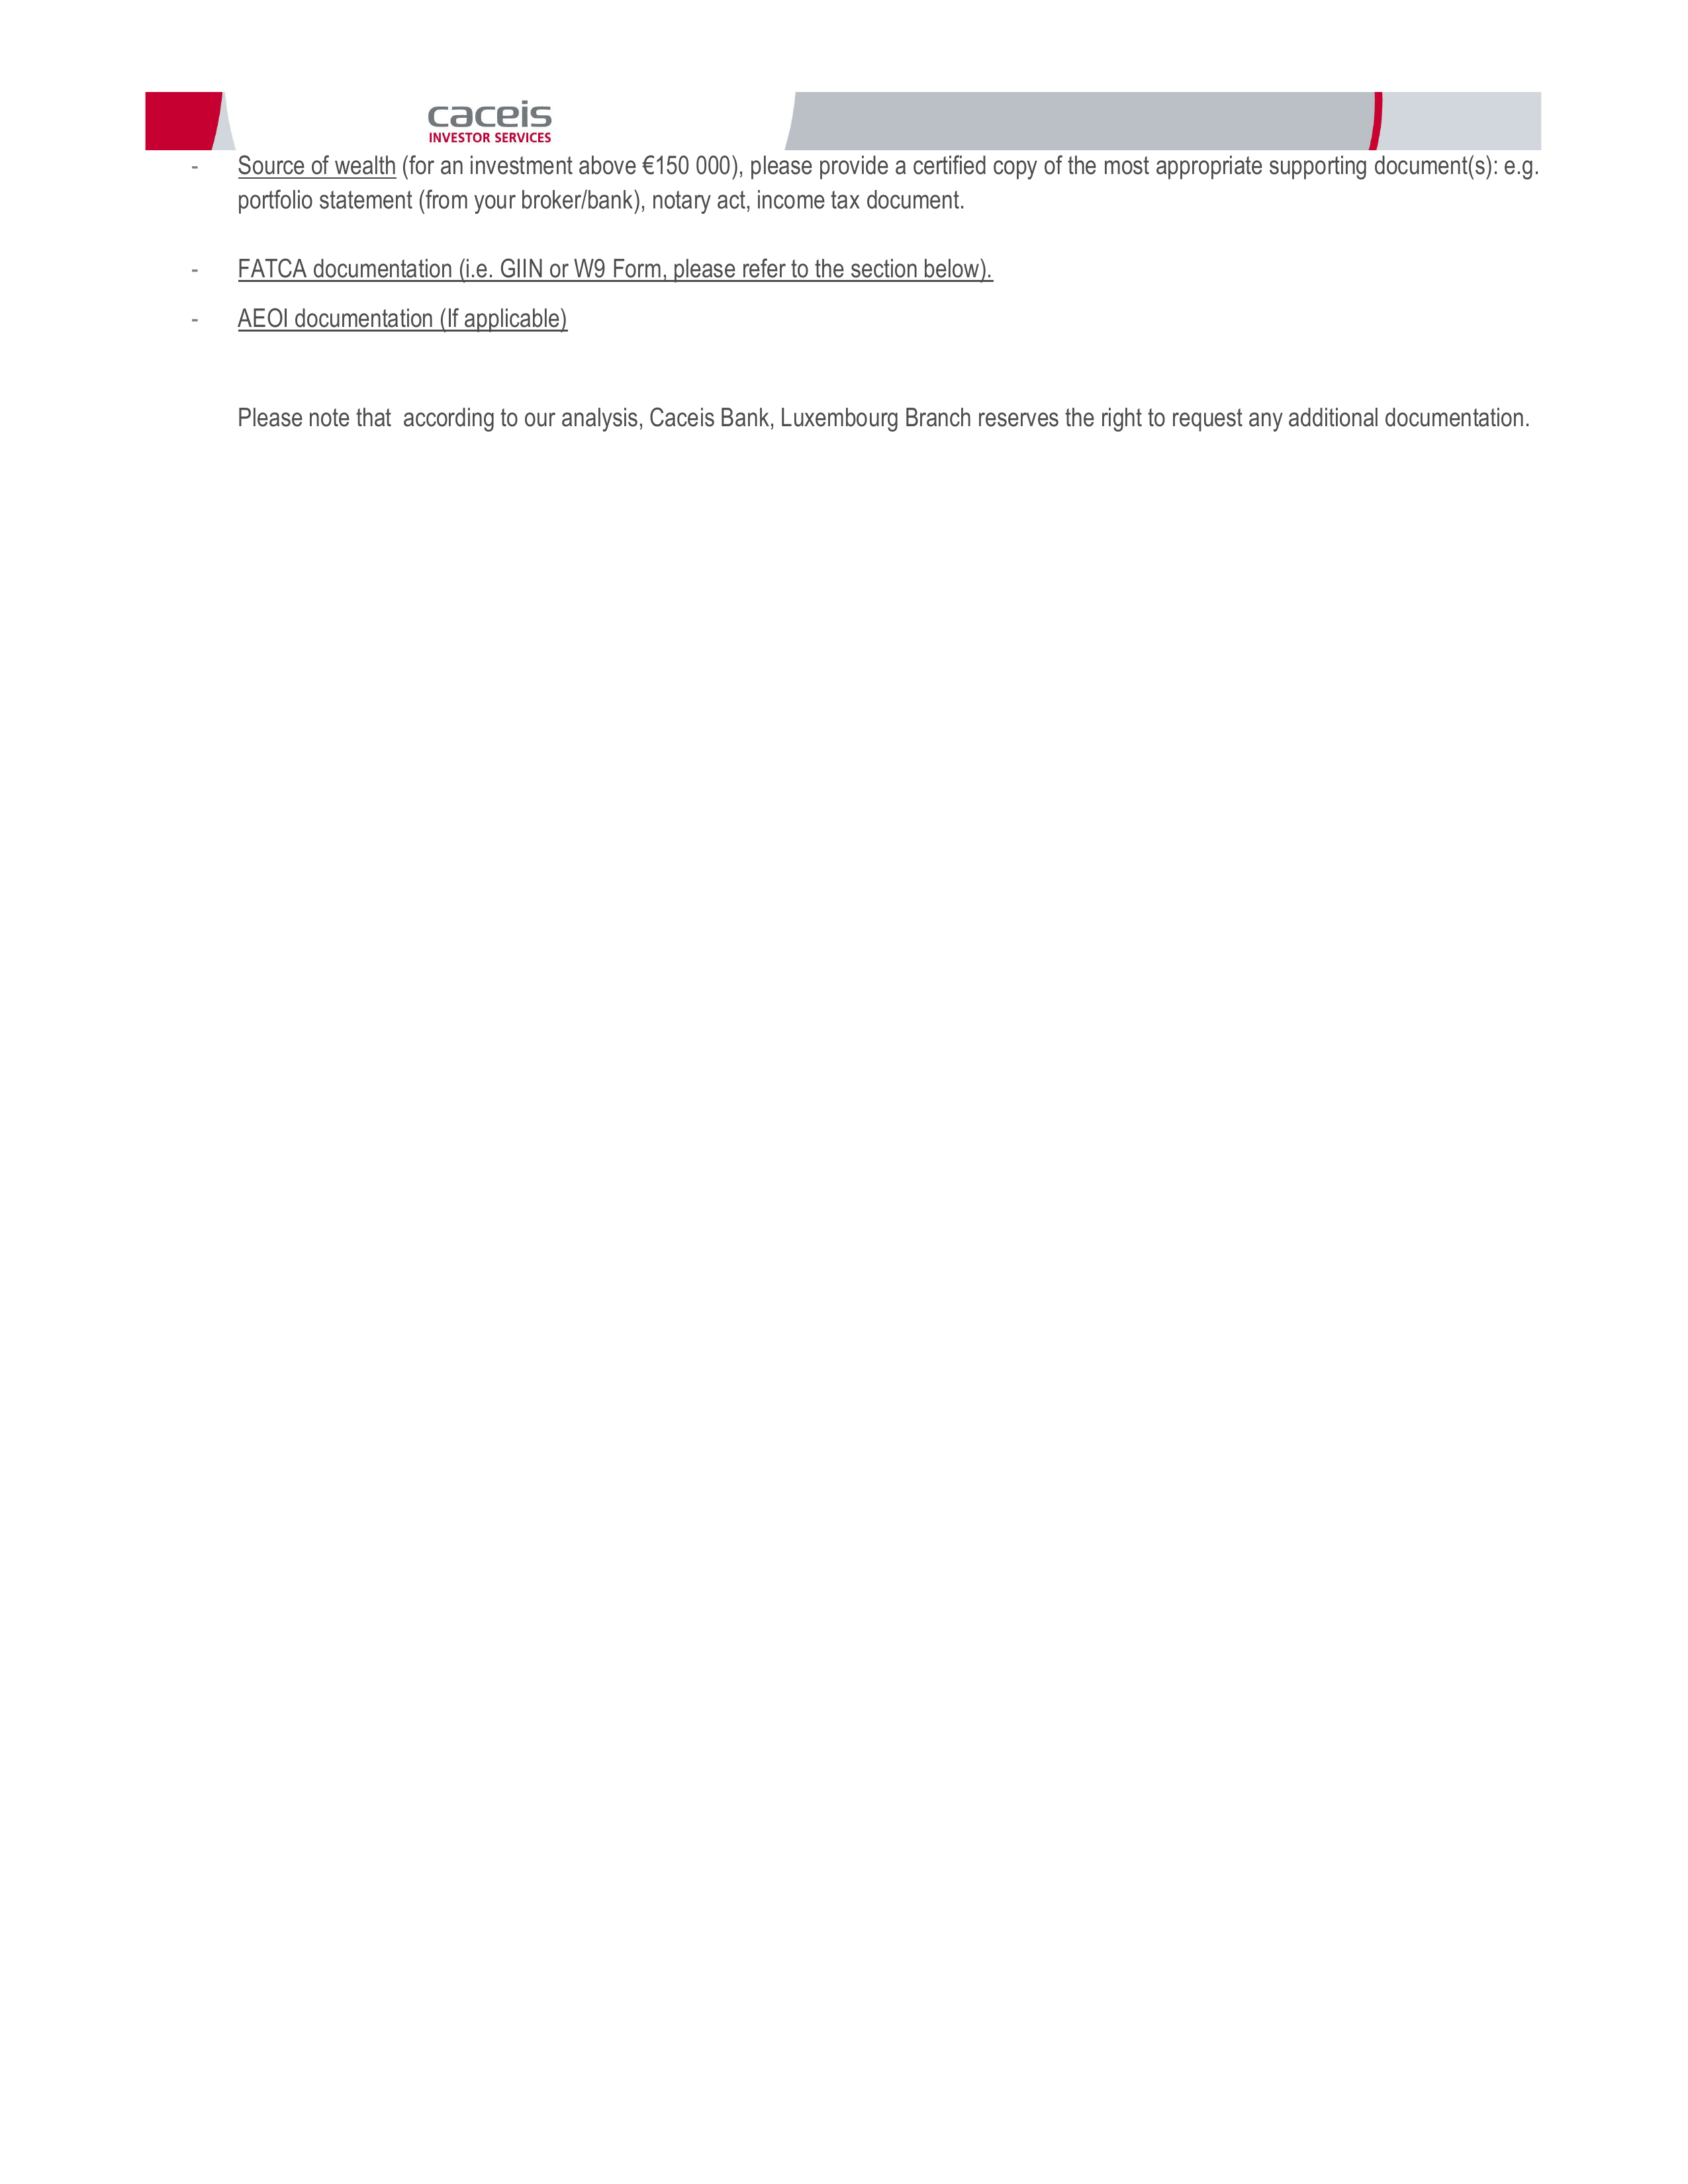 caceis
INVESTOR SERVICES
- Source of wealth (for an investment above €150 000), please provide a certified copy of the most appropriate supporting document(s): e.g.
portfolio statement (from your broker/bank), notary act, income tax document.
- FATCA documentation (i.e. GIIN or W9 Form, please refer to the section below).
- AEOI documentation (If applicable)
Please note that  according to our analysis, Caceis Bank, Luxembourg Branch reserves the right to request any additional documentation.